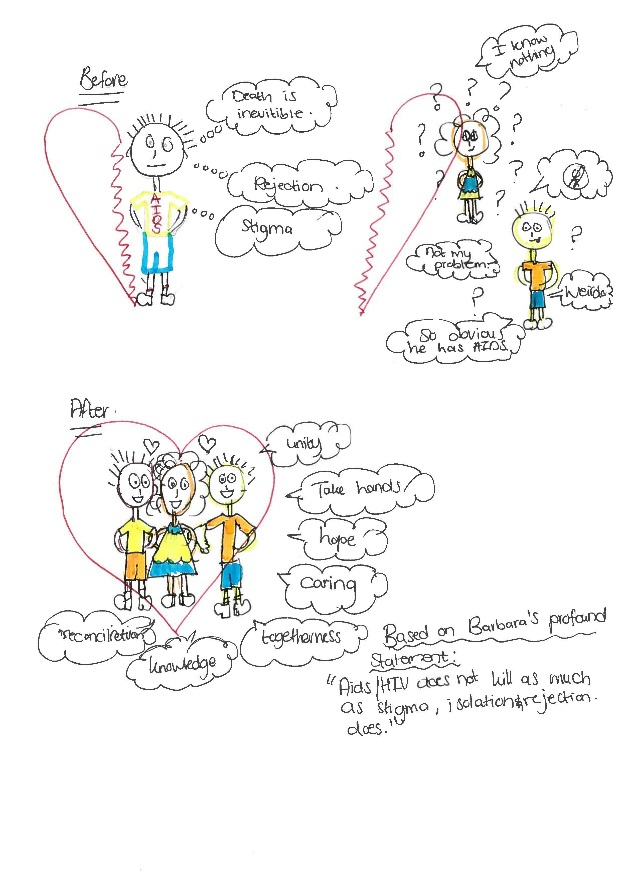 Before
Death is
inevitible.
Rejection
Stigma
AIDS
I know
nothing
? ? ? ? ? ? ? ? ?
Not my
problem.
?
weirdo
?
So obvious
he has AIDS.
After.
unity
Take hands
hope
Caring
reconciliation
knowledge
togetherness
Based on Barbara's profound
Statement:
"Aids/HIV does not kill as much
as stigma, isolation & rejection.
does."